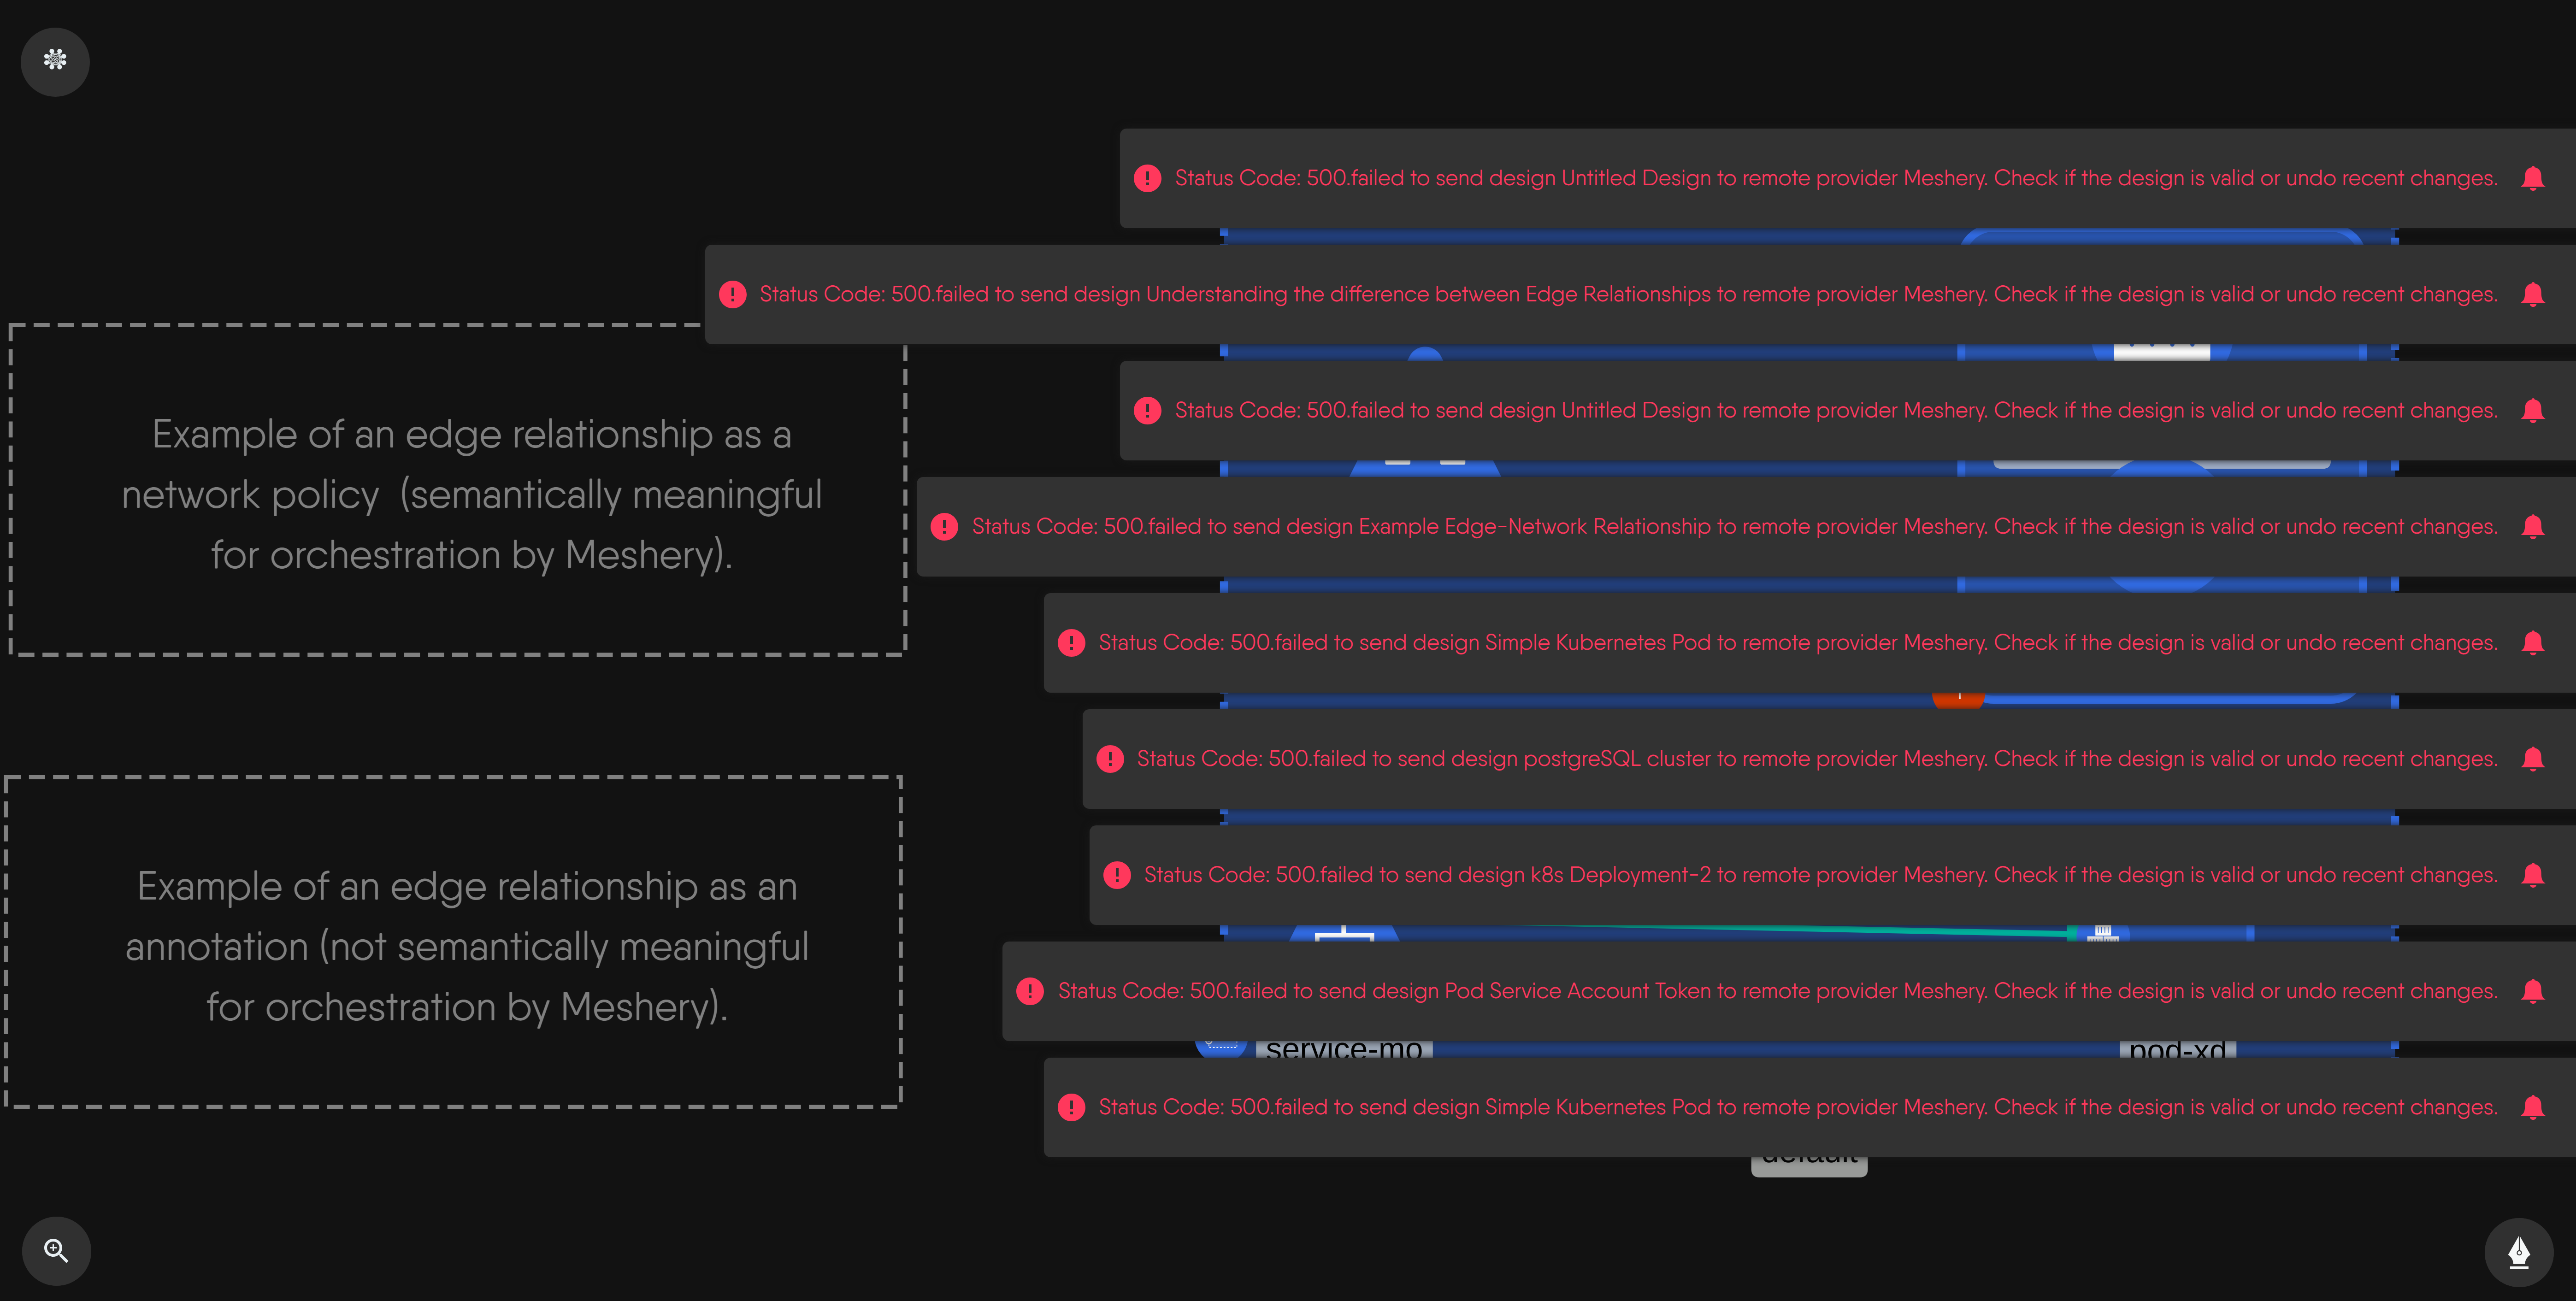 Status Code: 500.failed to send design Untitled Design to remote provider Meshery. Check if the design is valid or undo recent changes.
Status Code: 500.failed to send design Understanding the difference between Edge Relationships to remote provider Meshery. Check if the design is valid or undo recent changes.
Status Code: 500.failed to send design Untitled Design to remote provider Meshery. Check if the design is valid or undo recent changes.
Example of an edge relationship as a
network policy (semantically meaningful
for orchestration by Meshery).
Status Code: 500.failed to send design Example Edge-Network Relationship to remote provider Meshery. Check if the design is valid or undo recent changes.
Status Code: 500.failed to send design Simple Kubernetes Pod to remote provider Meshery. Check if the design is valid or undo recent changes.
Status Code: 500.failed to send design postgreSQL cluster to remote provider Meshery. Check if the design is valid or undo recent changes.
Status Code: 500.failed to send design k8s Deployment-2 to remote provider Meshery. Check if the design is valid or undo recent changes.
Example of an edge relationship as an
annotation (not semantically meaningful
for orchestration by Meshery).
Status Code: 500.failed to send design Pod Service Account Token to remote provider Meshery. Check if the design is valid or undo recent changes.
service-mo
pod-xd
Status Code: 500.failed to send design Simple Kubernetes Pod to remote provider Meshery. Check if the design is valid or undo recent changes.
default